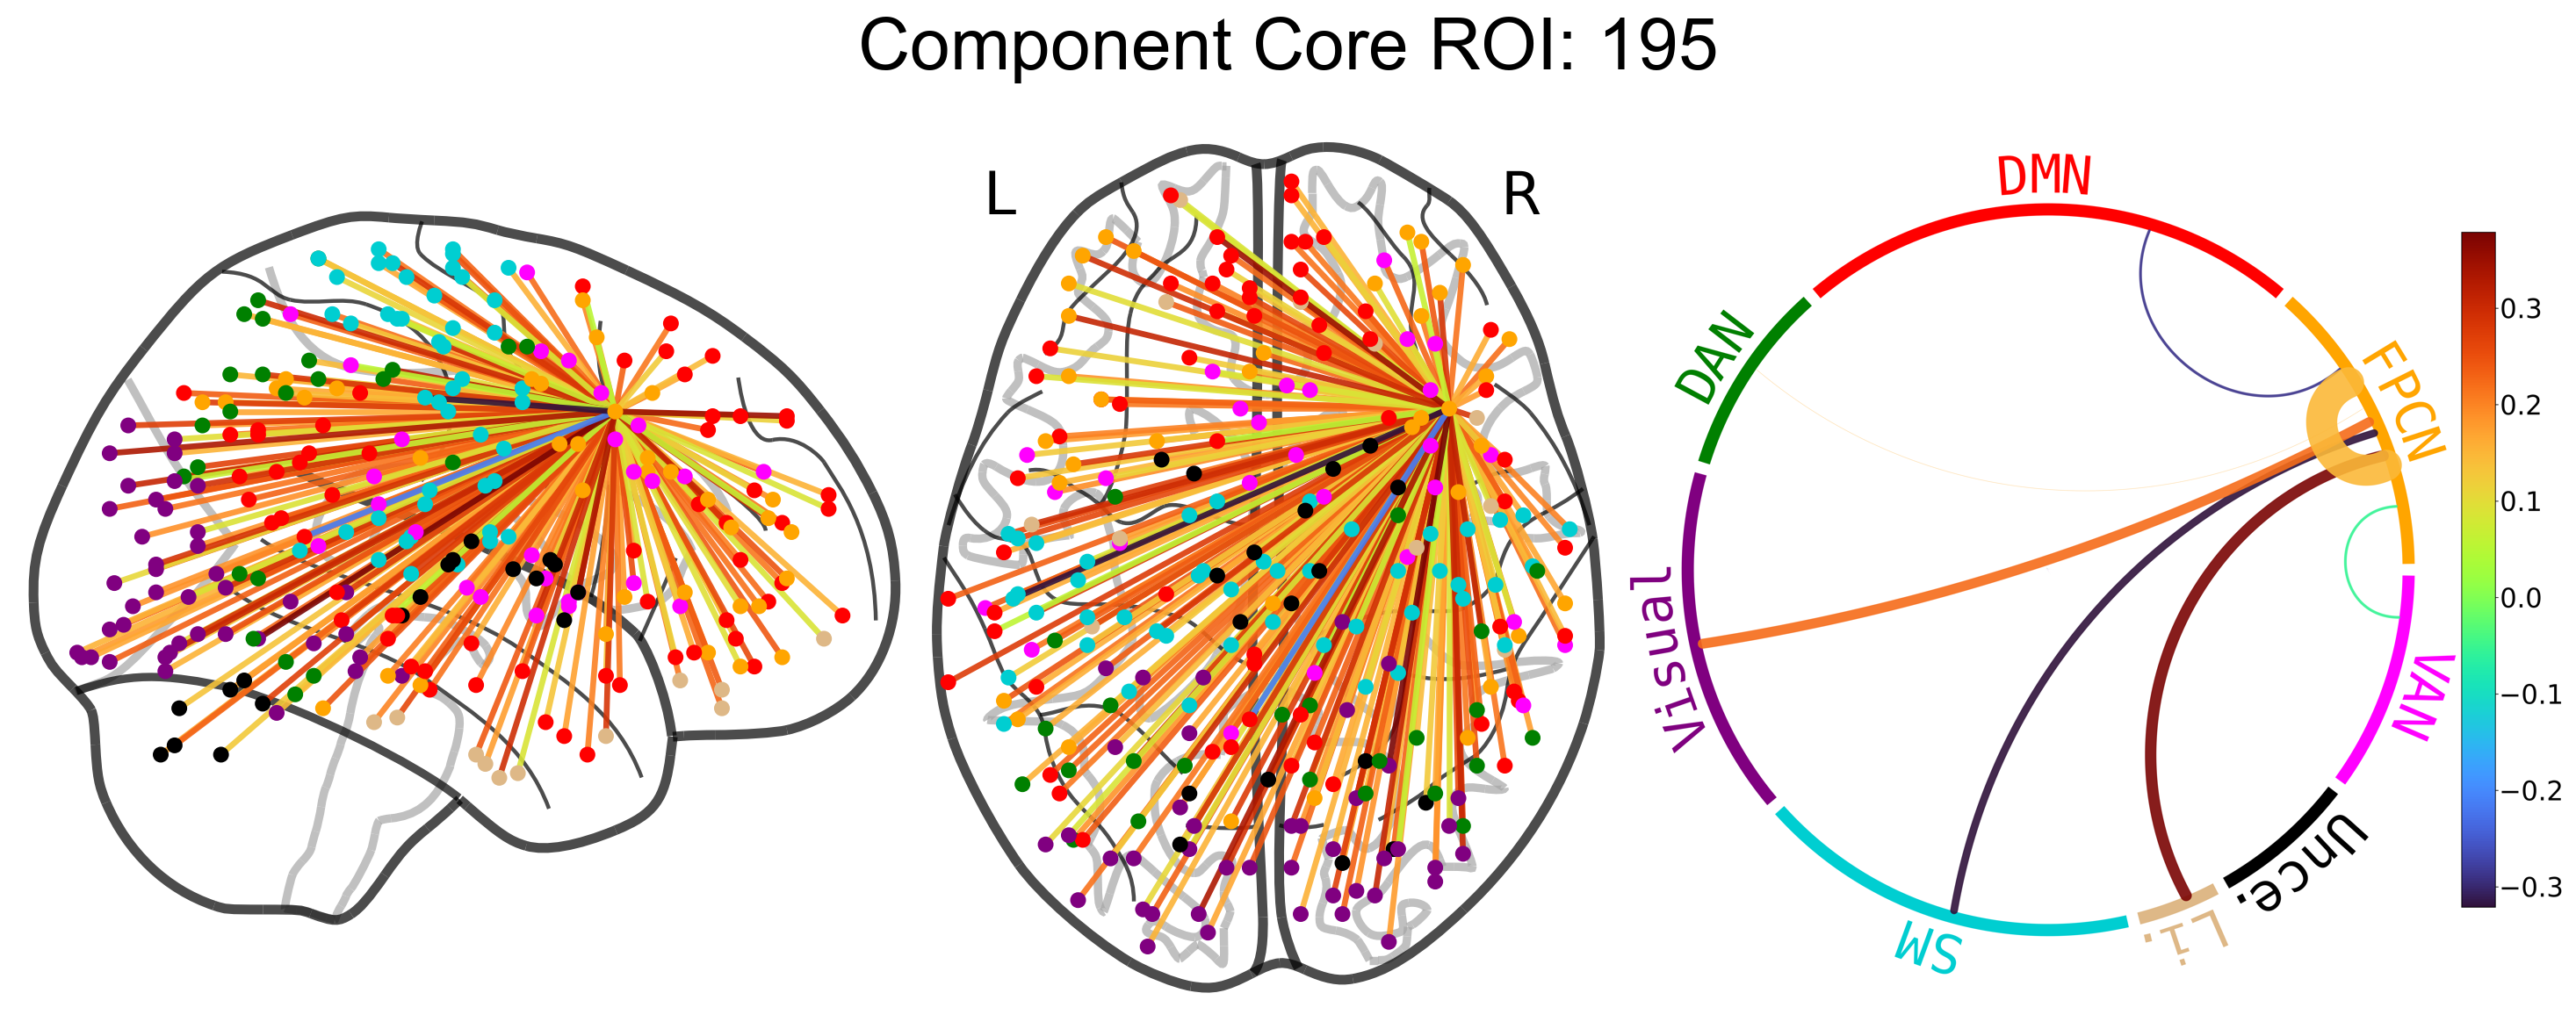 Component Core ROI: 195
L
R
DMN
DAN
FPCN
Visual
VAN
SM
Li.
Unce.
0.3
0.2
0.1
0.0
−0.1
−0.2
−0.3